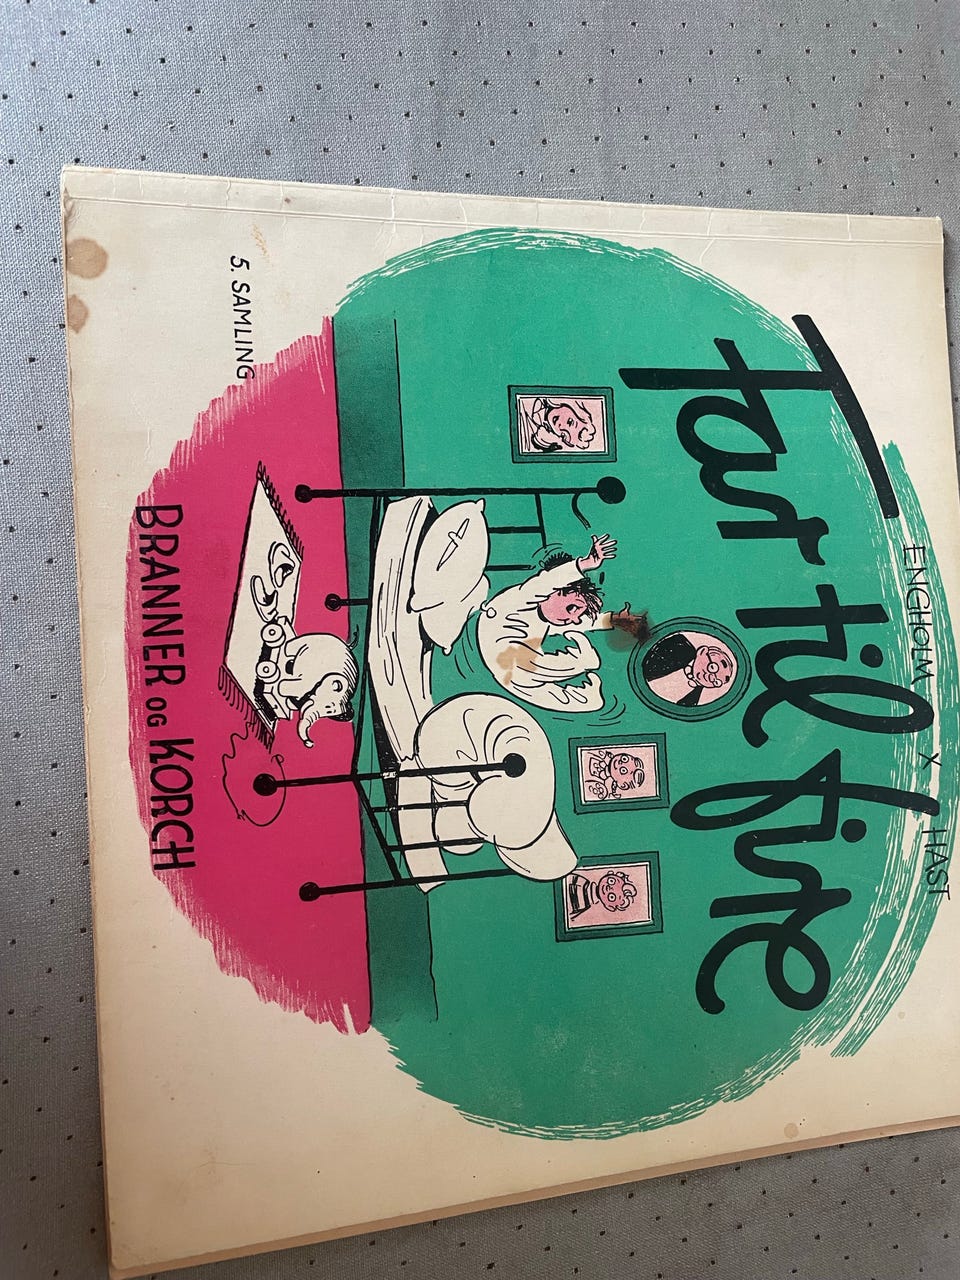 ENGHOLM X HAST
Far til fire
5. SAMLING
BRANNER OG KORCH